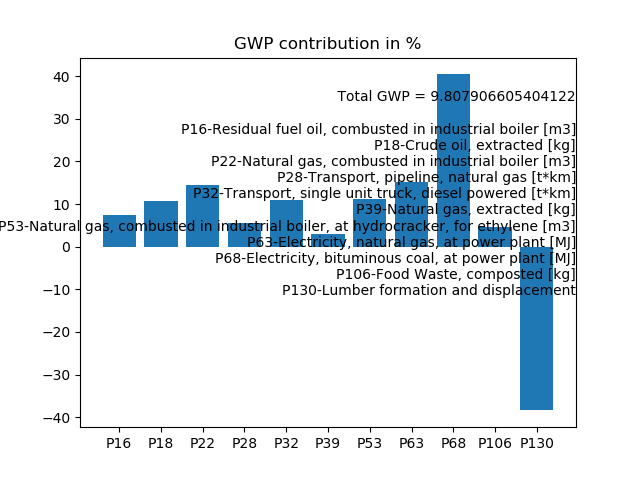 GWP contribution in %
40
Total GWP = 9.807906605404122
30
P16-Residual fuel oil, combusted in industrial boiler [m3]
P18-Crude oil, extracted [kg]
20
P22-Natural gas, combusted in industrial boiler [m3]
P28-Transport, pipeline, natural gas [t*km]
P32-Transport, single unit truck, diesel powered [t*km]
10
P39-Natural gas, extracted [kg]
P53-Natural gas, combusted in industrial boiler, at hydrocracker, for ethylene [m3]
0
P63-Electricity, natural gas, at power plant [MJ]
P68-Electricity, bituminous coal, at power plant [MJ]
P106-Food Waste, composted [kg]
−10
P130-Lumber formation and displacement
−20
−30
−40
P16 P18 P22 P28 P32 P39 P53 P63 P68 P106 P130